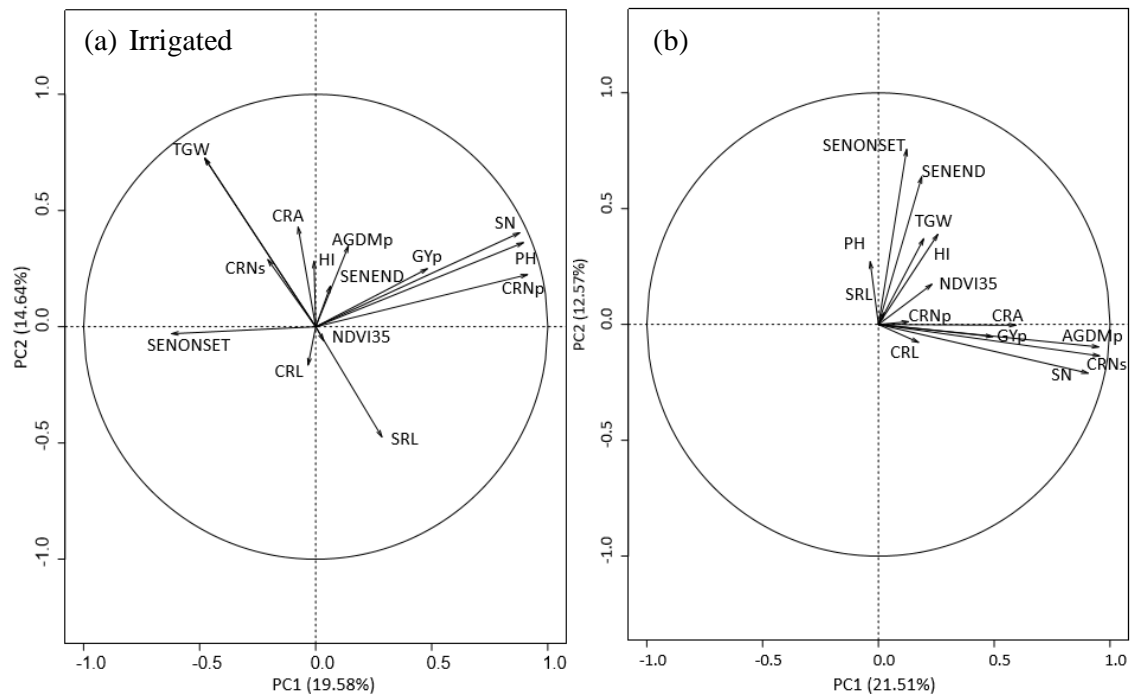 (a) Irrigated
1.0
0.5
0.0
-0.5
-1.0
PC2 (14.64%)
TGW
CRA
CRNs
HI
AGDMp
SENEND
GYp
SN
PH
CRNp
SENONSET
NDVI35
CRL
SRL
-1.0 -0.5 0.0 0.5 1.0
PC1 (19.58%)
(b)
1.0
0.5
0.0
-0.5
-1.0
PC2 (12.57%)
SENONSET
SENEND
TGW
PH
HI
SRL
NDVI35
CRNp
CRA
CRL
GYp
AGDMp
CRNs
SN
-1.0 -0.5 0.0 0.5 1.0
PC1 (21.51%)